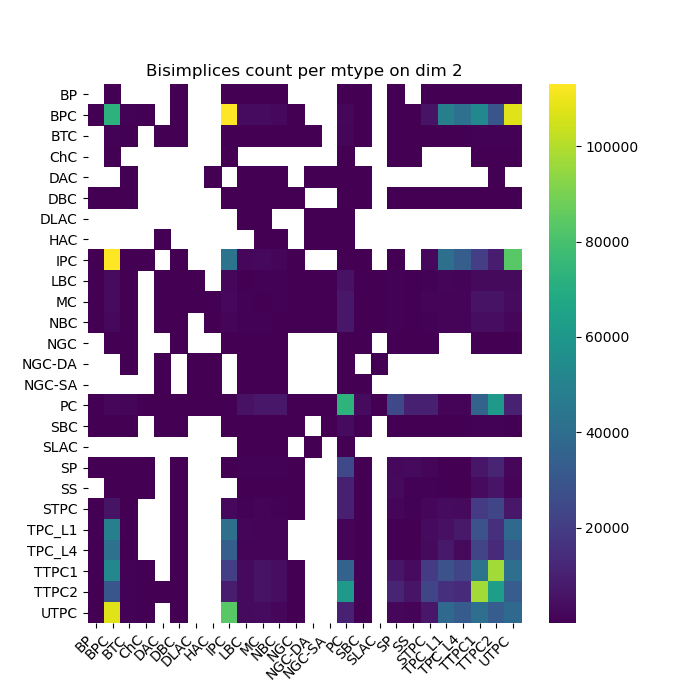 Bisimplices count per mtype on dim 2
BP
BPC
BTC
ChC
DAC
DBC
DLAC
HAC
IPC
LBC
MC
NBC
NGC
NGC-DA
NGC-SA
PC
SBC
SLAC
SP
SS
STPC
TPC_L1
TPC_L4
TTPC1
TTPC2
UTPC
BP
BPC
BTC
ChC
DAC
DBC
DLAC
HAC
IPC
LBC
MC
NBC
NGC
NGC-DA
NGC-SA
PC
SBC
SLAC
SP
SS
STPC
TPC_L1
TPC_L4
TTPC1
TTPC2
UTPC
100000
80000
60000
40000
20000